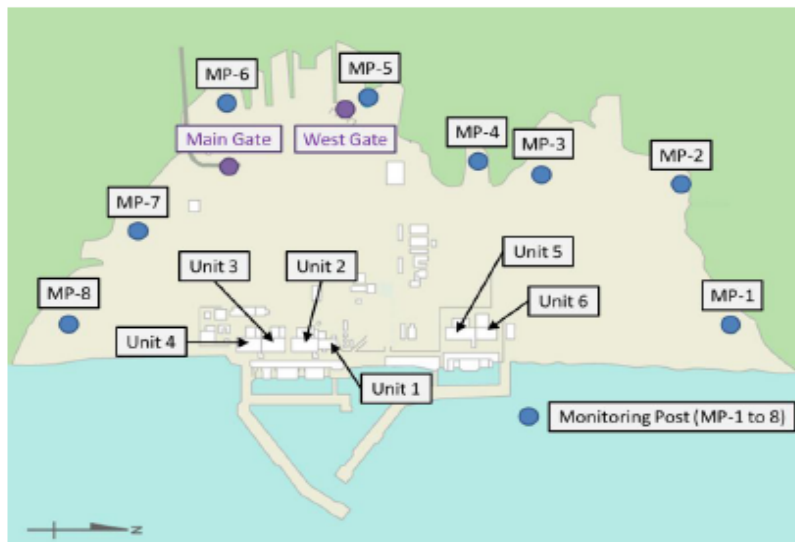 MP-6
MP-5
Main Gate
West Gate
MP-4
MP-3
MP-2
MP-7
Unit 3
Unit 2
Unit 5
Unit 6
MP-8
MP-1
Unit 4
Unit 1
Monitoring Post (MP-1 to 8)
N